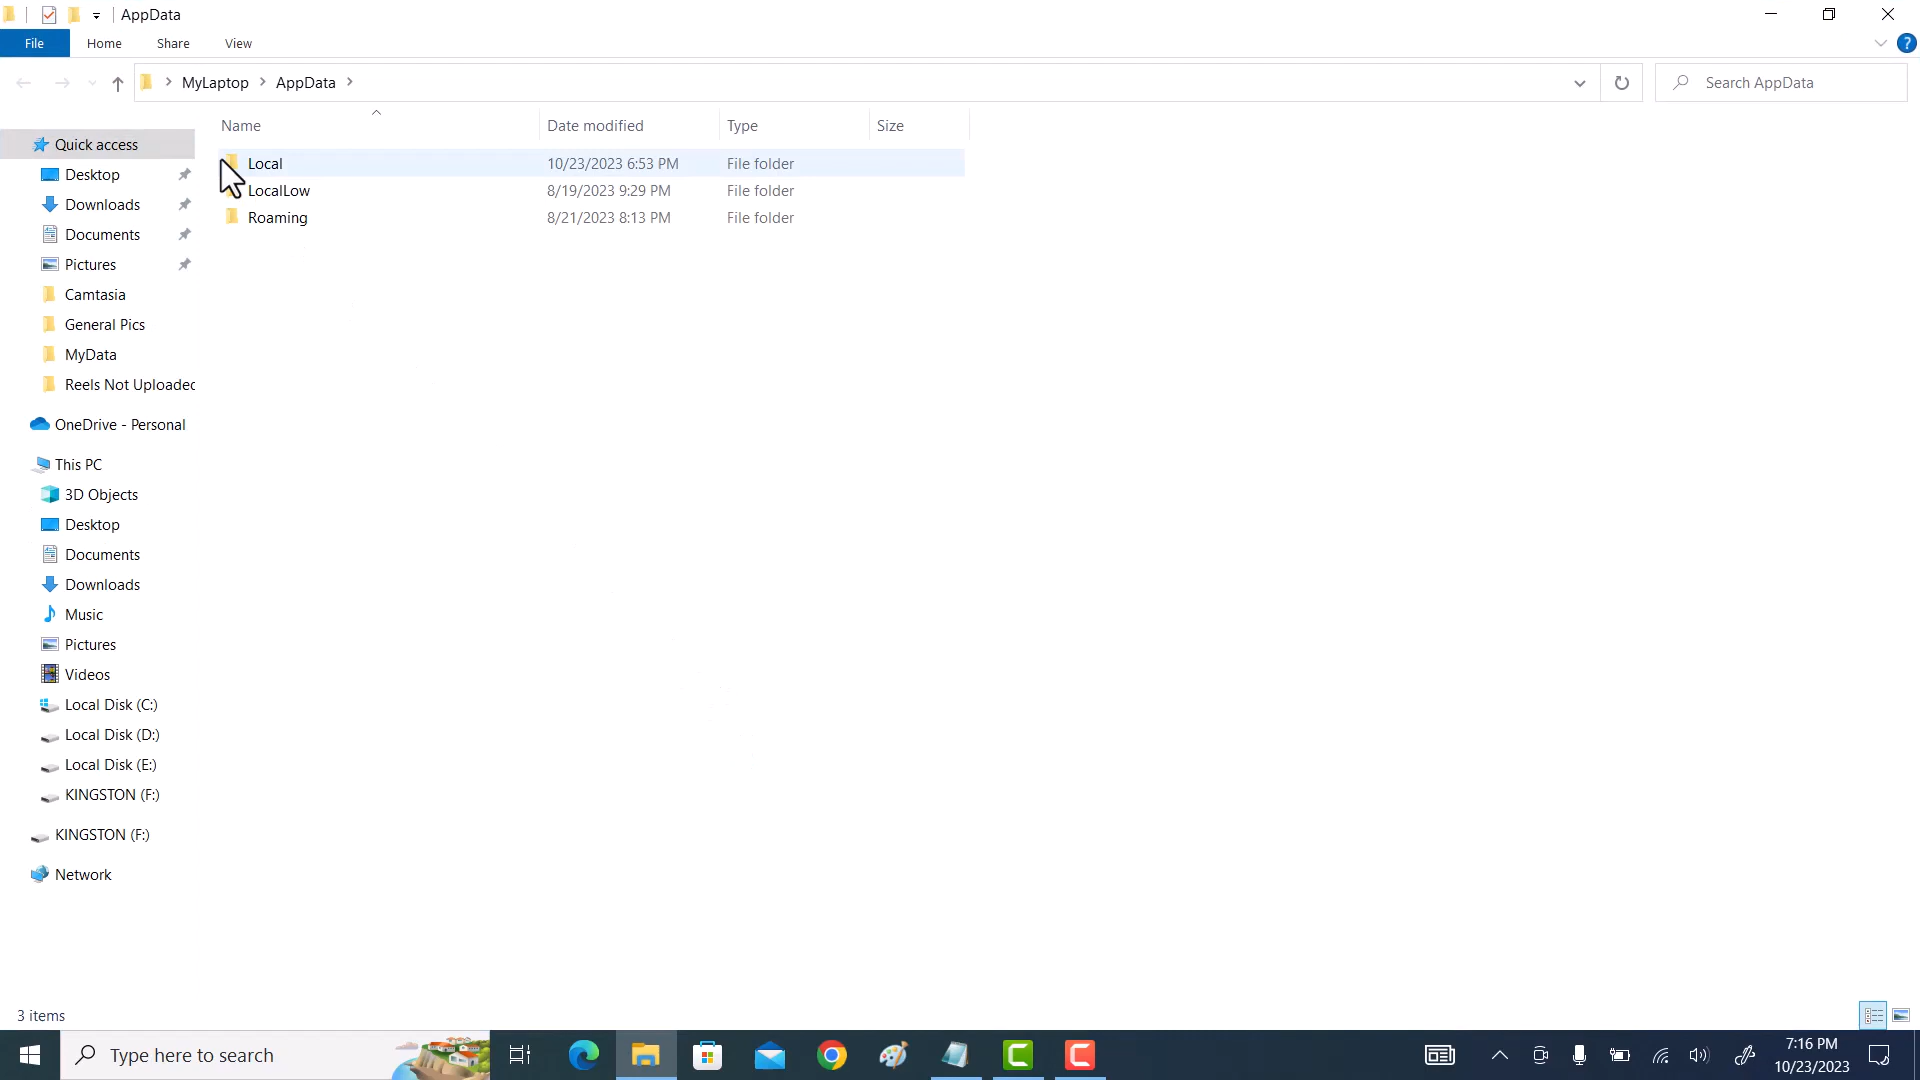 AppData
File Home Share View
MyLaptop AppData
Search AppData
Name Date modified Type Size
Local 10/23/2023 6:53 PM File folder
LocalLow 8/19/2023 9:29 PM File folder
Roaming 8/21/2023 8:13 PM File folder
Quick access
Desktop
Downloads
Documents
Pictures
Camtasia
General Pics
MyData
Reels Not Uploaded
OneDrive - Personal
This PC
3D Objects
Desktop
Documents
Downloads
Music
Pictures
Videos
Local Disk (C:)
Local Disk (D:)
Local Disk (E:)
KINGSTON (F:)
KINGSTON (F:)
Network
3 items
Type here to search
7:16 PM
10/23/2023